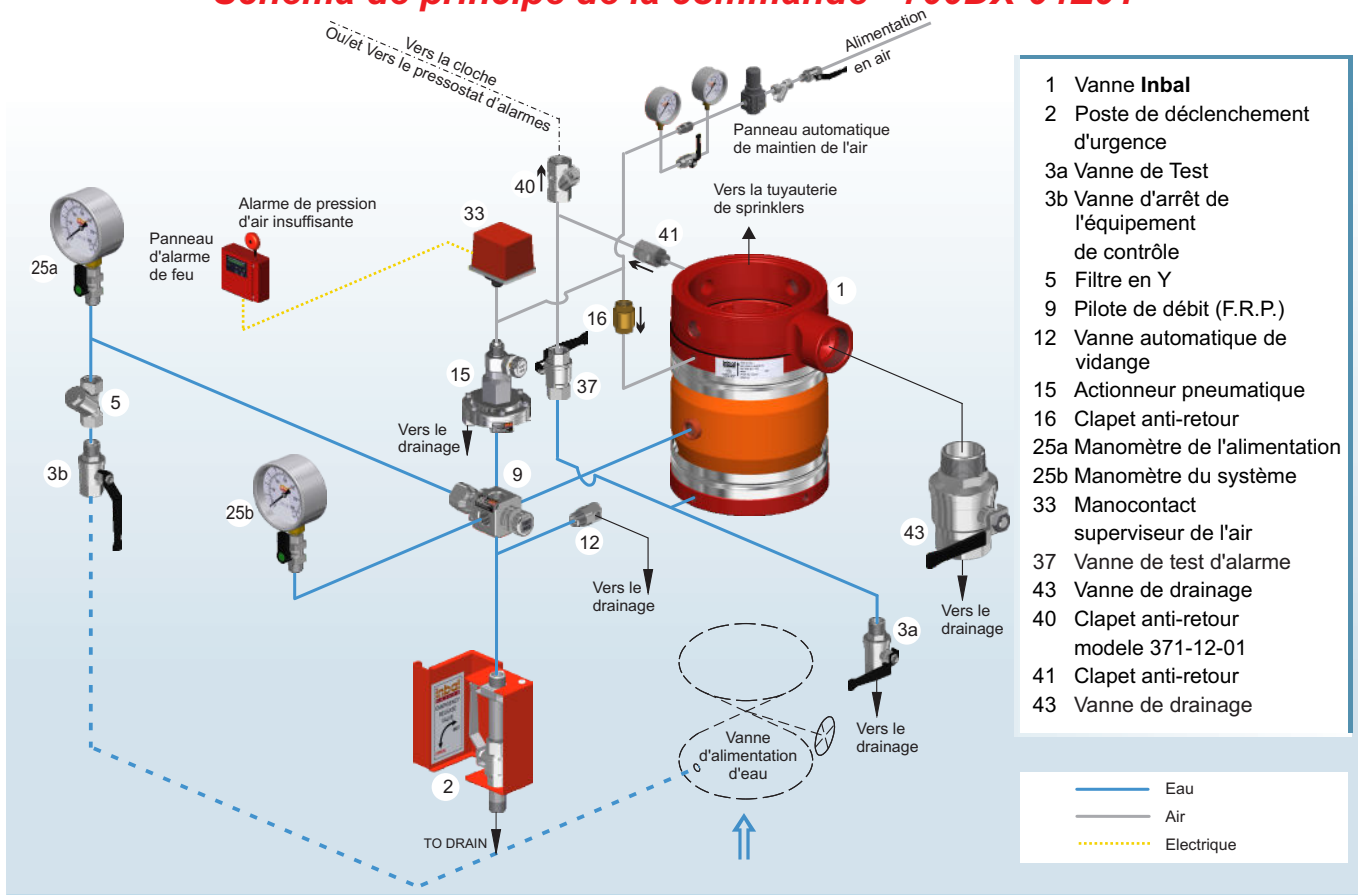 Vers la cloche
Ou/et Vers le pressostat d'alarmes
Alimentation
en air
Panneau automatique
de maintien de l'air
40
33
Vers la tuyauterie
de sprinklers
41
Alarme de pression
d'air insuffisante
Panneau
d'alarme
de feu
25a
1
16
15
37
5
Vers le
drainage
3b
9
25b
12
43
Vers le
drainage
Vers le
drainage
3a
Vers le
drainage
Vanne
d'alimentation
d'eau
inbal
EMERGENCY
RELEASE
VALVE
2
TO DRAIN
1 Vanne Inbal
2 Poste de déclenchement
d'urgence
3a Vanne de Test
3b Vanne d'arrêt de
l'équipement
de contrôle
5 Filtre en Y
9 Pilote de débit (F.R.P.)
12 Vanne automatique de
vidange
15 Actionneur pneumatique
16 Clapet anti-retour
25a Manomètre de l'alimentation
25b Manomètre du système
33 Manocontact
superviseur de l'air
37 Vanne de test d'alarme
43 Vanne de drainage
40 Clapet anti-retour
modele 371-12-01
41 Clapet anti-retour
43 Vanne de drainage
Eau
Air
Electrique